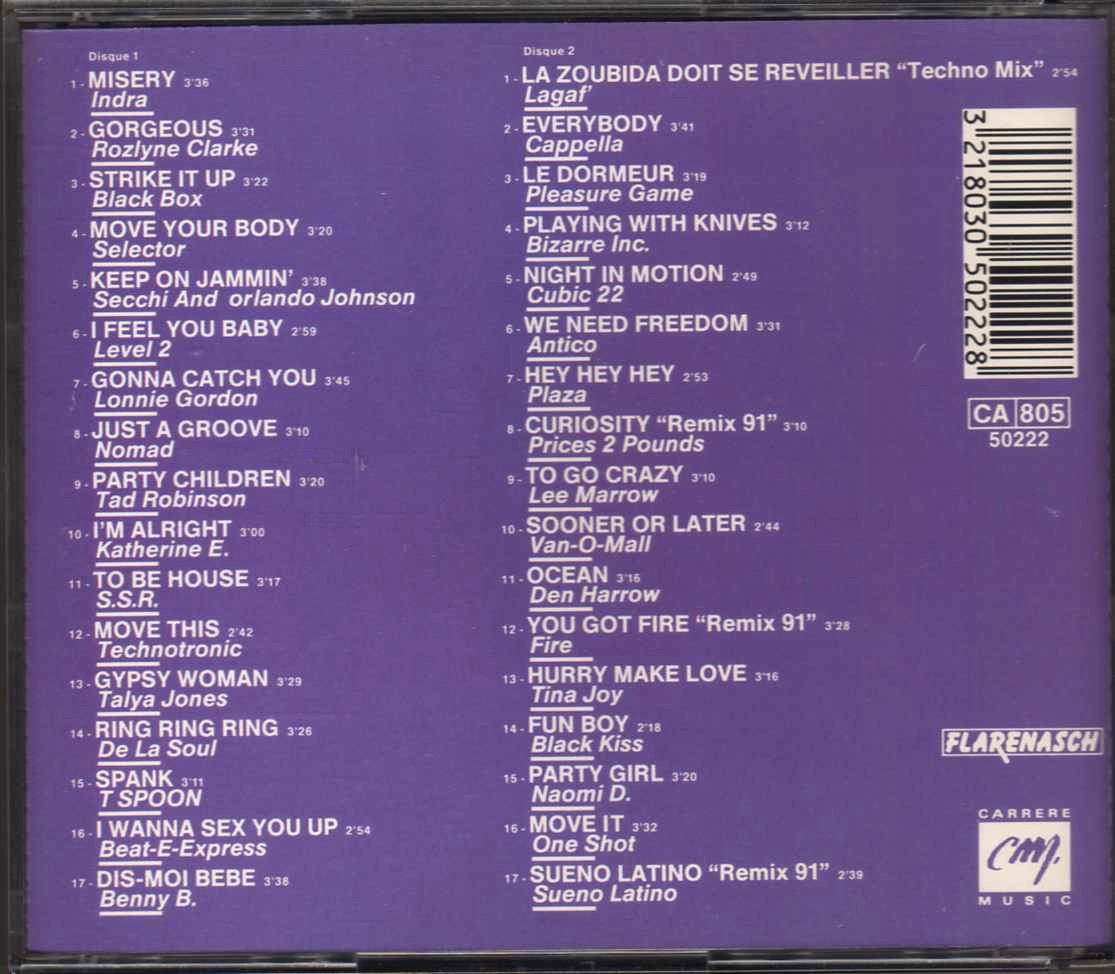 Disque 1
1 - MISERY 3'36
Indra
2 - GORGEOUS 3'31
Rozlyne Clarke
3 - STRIKE IT UP 3'22
Black Box
4 - MOVE YOUR BODY 3'20
Selector
5 - KEEP ON JAMMIN' 3'38
Secchi And orlando Johnson
6 - I FEEL YOU BABY 2'59
Level 2
7 - GONNA CATCH YOU 3'45
Lonnie Gordon
8 - JUST A GROOVE 3'10
Nomad
9 - PARTY CHILDREN 3'20
Tad Robinson
10 - I'M ALRIGHT 3'00
Katherine E.
11 - TO BE HOUSE 3'17
S.S.R.
12 - MOVE THIS 2'42
Technotronic
13 - GYPSY WOMAN 3'29
Talya Jones
14 - RING RING RING 3'26
De La Soul
15 - SPANK 3'11
T SPOON
16 - I WANNA SEX YOU UP 2'54
Beat-E-Express
17 - DIS-MOI BEBE 3'38
Benny B.
Disque 2
1 - LA ZOUBIDA DOIT SE REVEILLER “Techno Mix” 2'54
Lagaf'
2 - EVERYBODY 3'41
Cappella
3 - LE DORMEUR 3'19
Pleasure Game
4 - PLAYING WITH KNIVES 3'12
Bizarre Inc.
5 - NIGHT IN MOTION 2'49
Cubic 22
6 - WE NEED FREEDOM 3'31
Antico
7 - HEY HEY HEY 2'53
Plaza
8 - CURIOSITY “Remix 91” 3'10
Prices 2 Pounds
9 - TO GO CRAZY 3'10
Lee Marrow
10 - SOONER OR LATER 2'44
Van-O-Mall
11 - OCEAN 3'16
Den Harrow
12 - YOU GOT FIRE “Remix 91” 3'28
Fire
13 - HURRY MAKE LOVE 3'16
Tina Joy
14 - FUN BOY 2'18
Black Kiss
15 - PARTY GIRL 3'20
Naomi D.
16 - MOVE IT 3'32
One Shot
17 - SUENO LATINO “Remix 91” 2'39
Sueno Latino
3 218030 502228
CA 805
50222
FLARENASCH
CARRERE
CM.
MUSIC